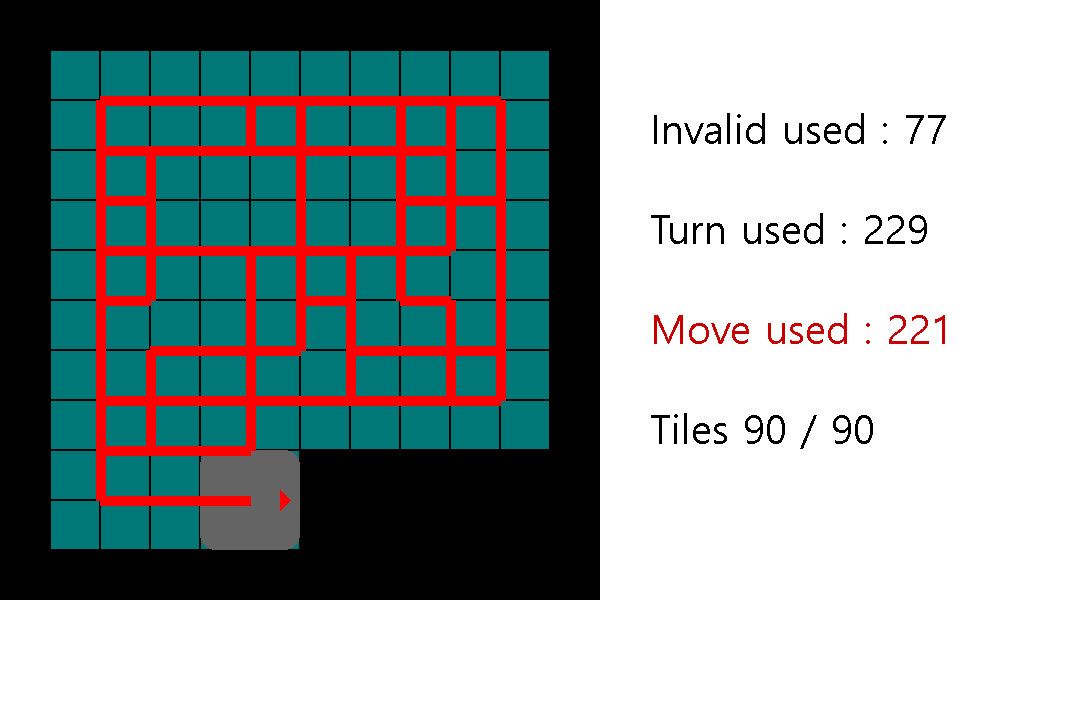 Invalid used : 77
Turn used : 229
Move used : 221
Tiles 90 / 90